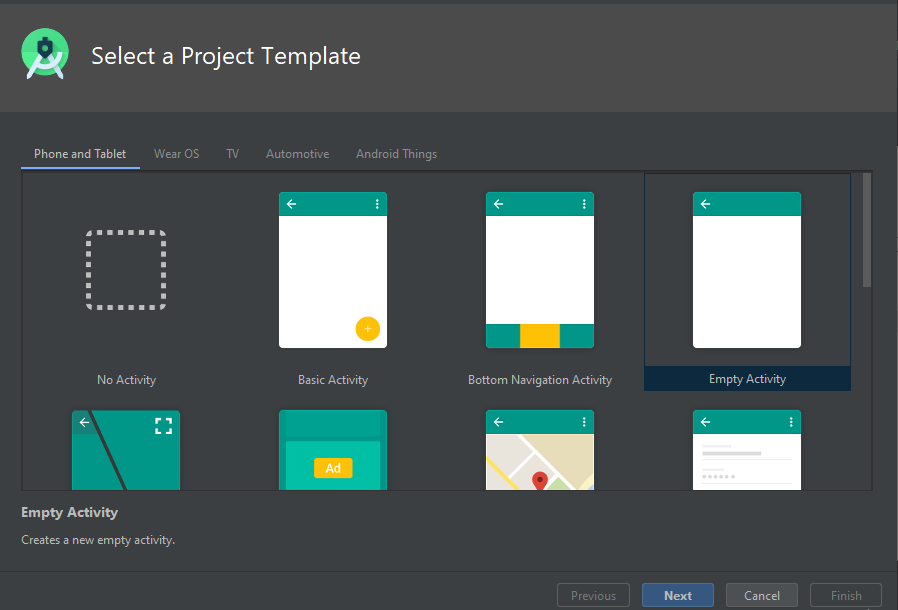 Select a Project Template
Phone and Tablet Wear OS TV Automotive Android Things
No Activity Basic Activity Bottom Navigation Activity Empty Activity
Ad
Empty Activity
Creates a new empty activity.
Previous Next Cancel Finish